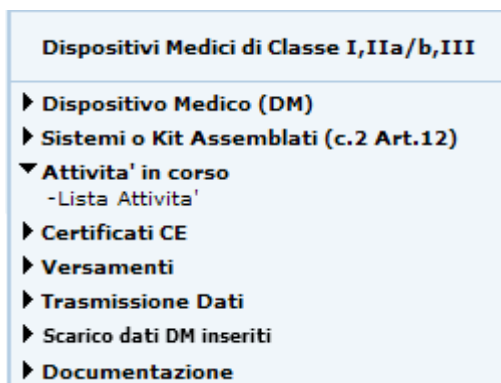 Dispositivi Medici di Classe I,IIa/b,III
Dispositivo Medico (DM)
Sistemi o Kit Assemblati (c.2 Art.12)
Attivita' in corso
-Lista Attivita'
Certificati CE
Versamenti
Trasmissione Dati
Scarico dati DM inseriti
Documentazione